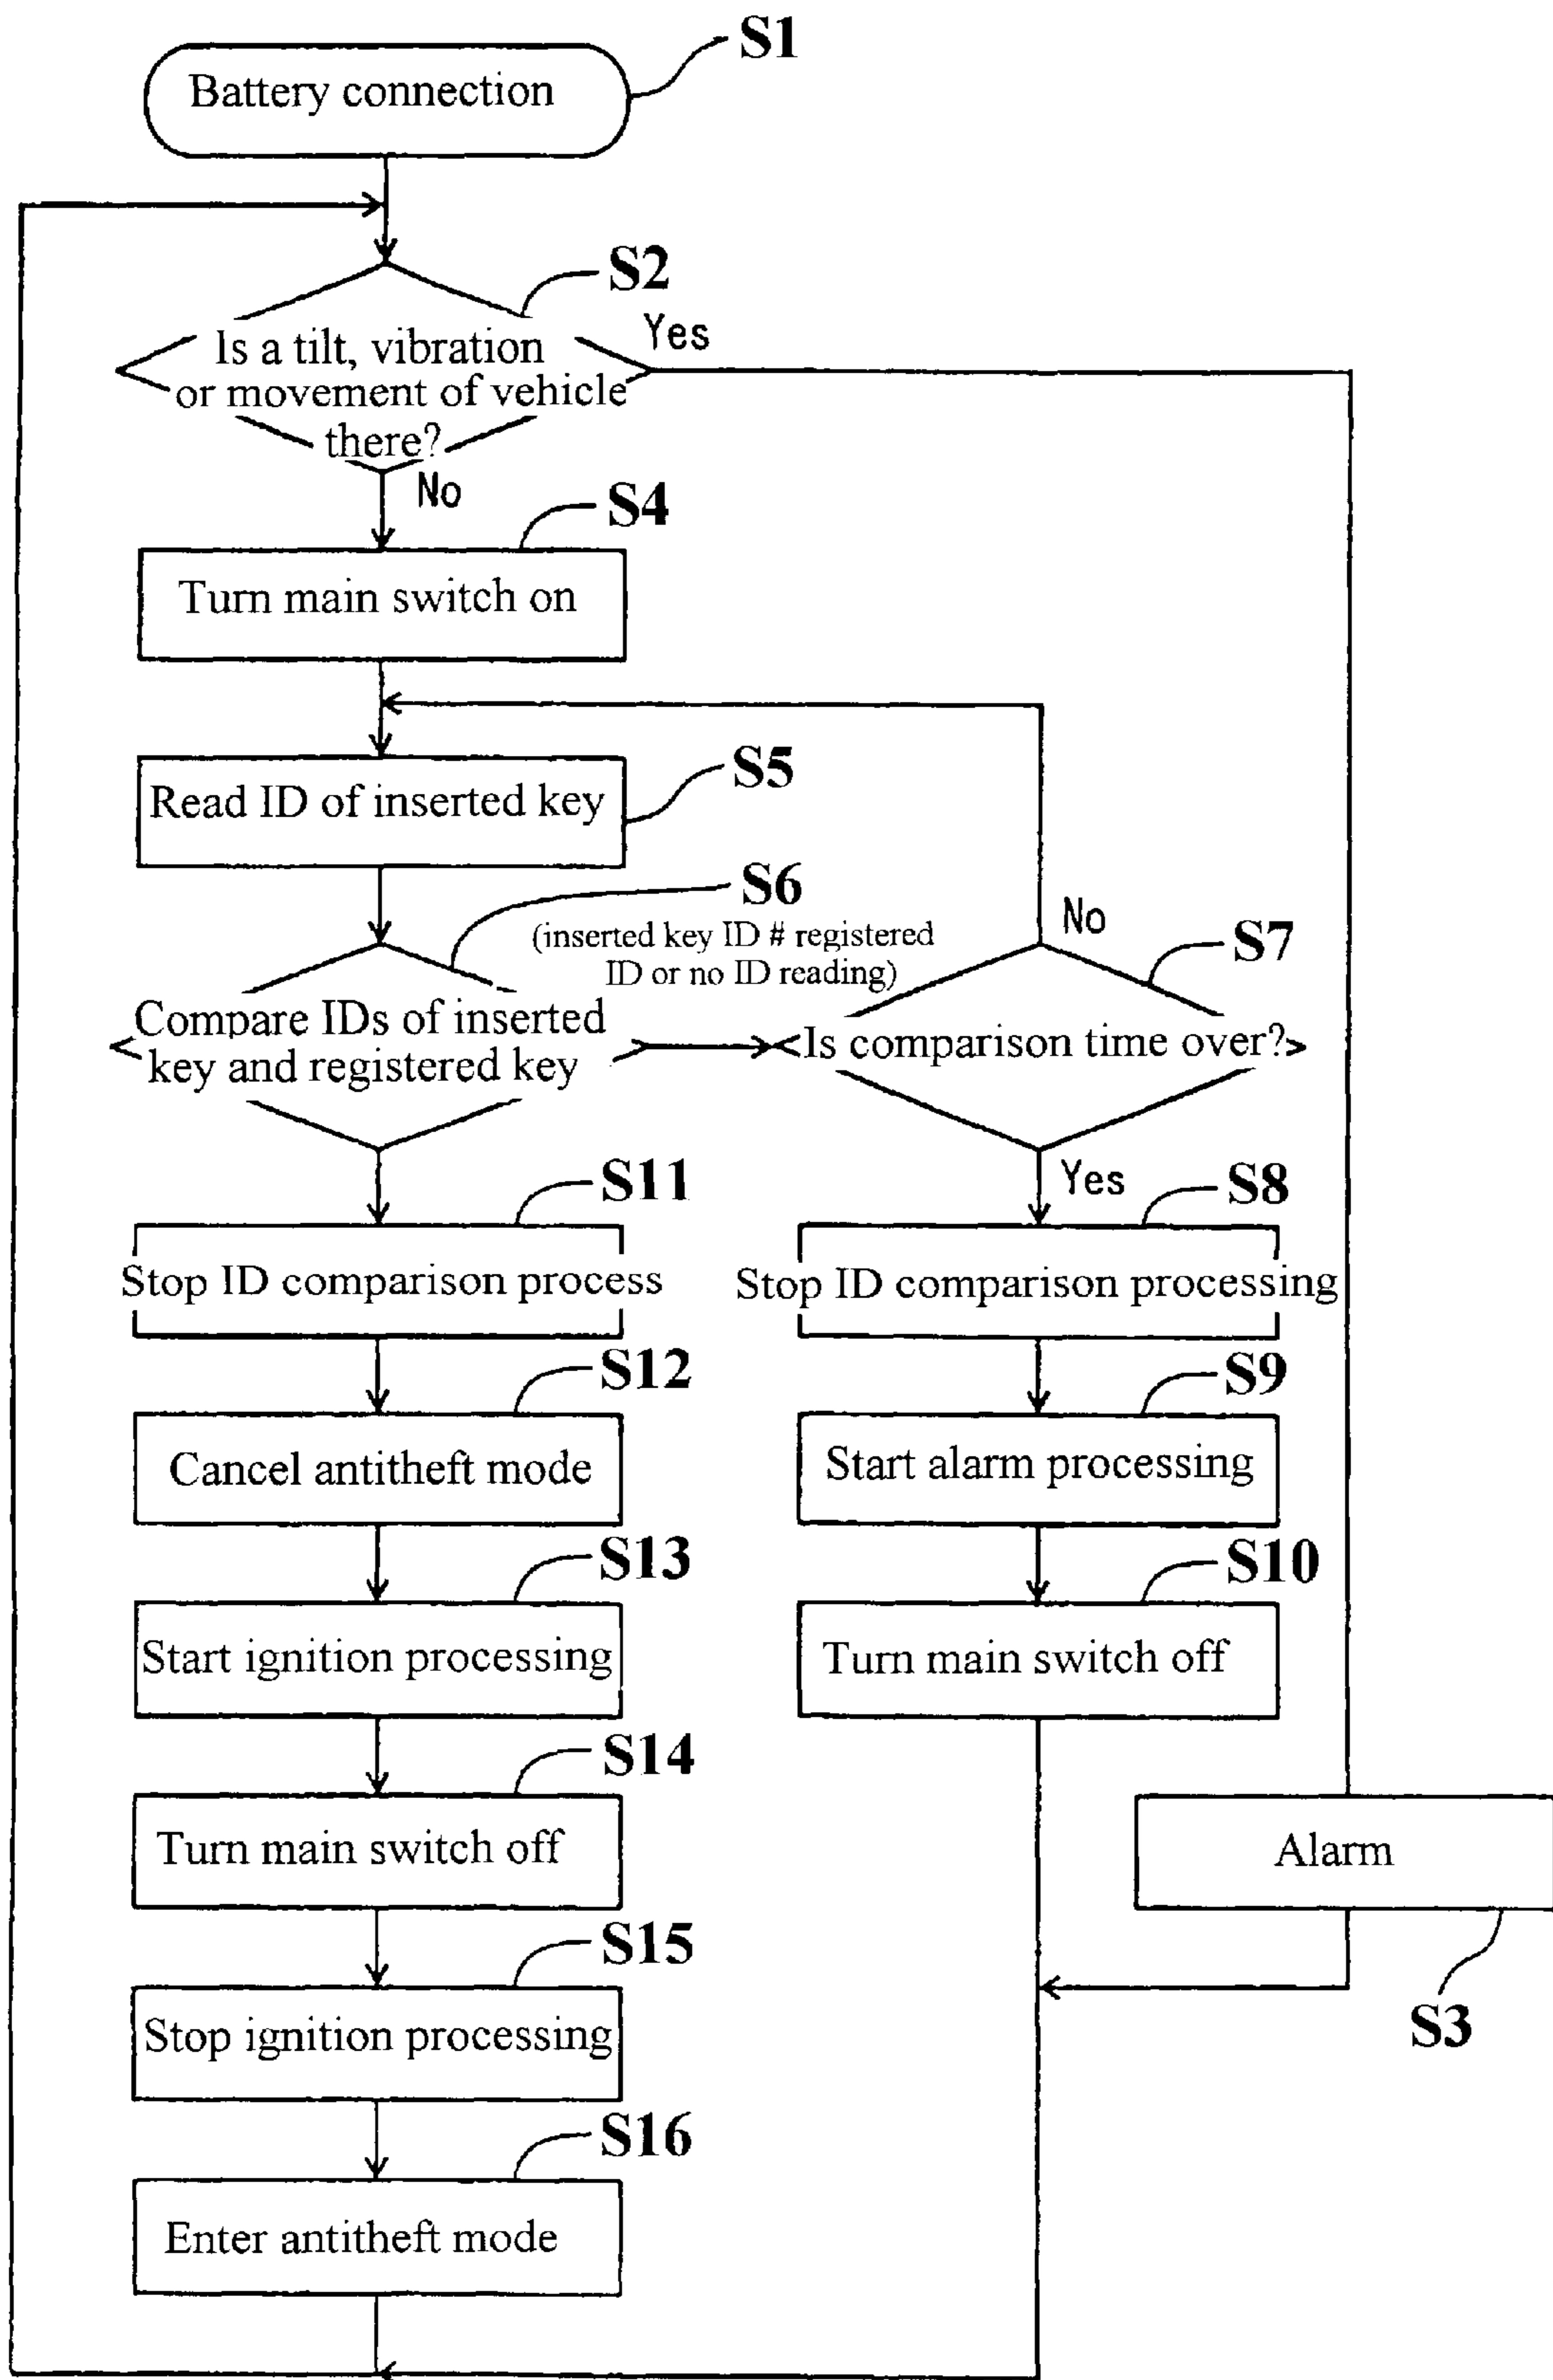 S1
Battery connection
S2
Yes
Is a tilt, vibration
or movement of vehicle
there?
No
S4
Turn main switch on
S5
Read ID of inserted key
S6
(inserted key ID # registered
ID or no ID reading)
No
S7
Compare IDs of inserted
key and registered key
Is comparison time over?
S11
Yes
S8
Stop ID comparison process
Stop ID comparison processing
S12
S9
Cancel antitheft mode
Start alarm processing
S13
S10
Start ignition processing
Turn main switch off
S14
Turn main switch off
Alarm
S15
S3
Stop ignition processing
S16
Enter antitheft mode